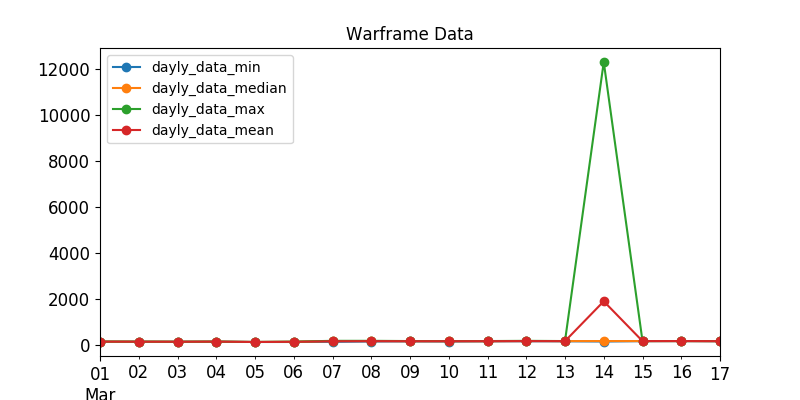 Warframe Data
dayly_data_min
dayly_data_median
dayly_data_max
dayly_data_mean
12000
10000
8000
6000
4000
2000
0
01 02 03 04 05 06 07 08 09 10 11 12 13 14 15 16 17
Mar